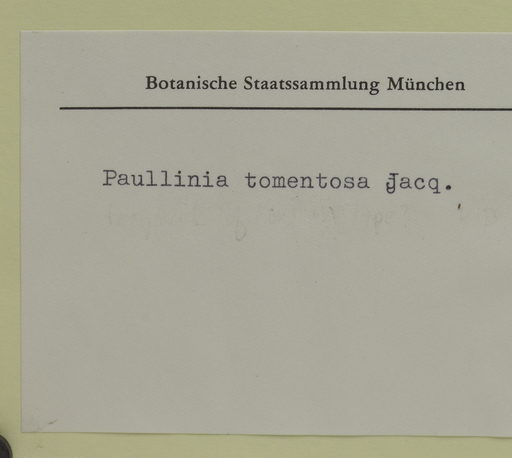 Botanische Staatssammlung München
Paullinia tomentosa Jacq.